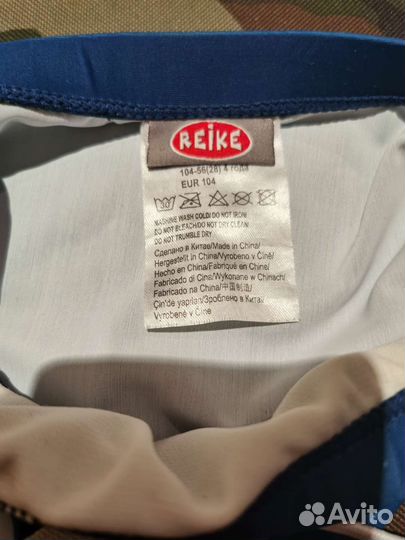 REIKE
104-56(28) 4 года
EUR 104
MASHINE WASH COLD/ DO NOT IRON/
DO NOT BLEACH/DO NOT DRY CLEAN/
DO NOT TRUMBLE DRY
Сделано в Китае/Made in China/
Hergestellt in China/Vyrobeno v Číně/
Hecho en China/Fabriqué en Chine/
Fabricado di Cina/Wykonane w Chinach/
Fabricado na China/中国制造/
Çin'de yapılan/Зроблено в Китаї/
Vyrobené v Číne
Avito